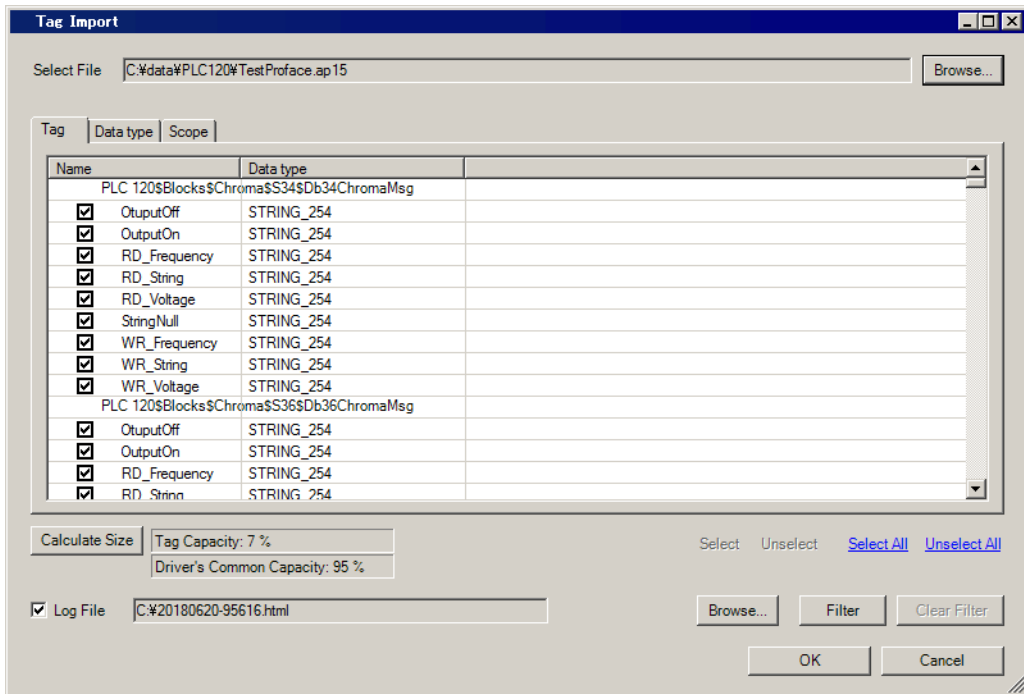 Tag Import
Select File C:¥data¥PLC120¥TestProface.ap15 Browse...
Tag Data type Scope
Name Data type
PLC 120$Blocks$Chroma$S34$Db34ChromaMsg
OtuputOff STRING_254
OutputOn STRING_254
RD_Frequency STRING_254
RD_String STRING_254
RD_Voltage STRING_254
StringNull STRING_254
WR_Frequency STRING_254
WR_String STRING_254
WR_Voltage STRING_254
PLC 120$Blocks$Chroma$S36$Db36ChromaMsg
OtuputOff STRING_254
OutputOn STRING_254
RD_Frequency STRING_254
RD_String STRING_254
Calculate Size Tag Capacity: 7 % Select Unselect Select All Unselect All
Driver's Common Capacity: 95 %
Log File C:¥20180620-95616.html Browse... Filter Clear Filter
OK Cancel